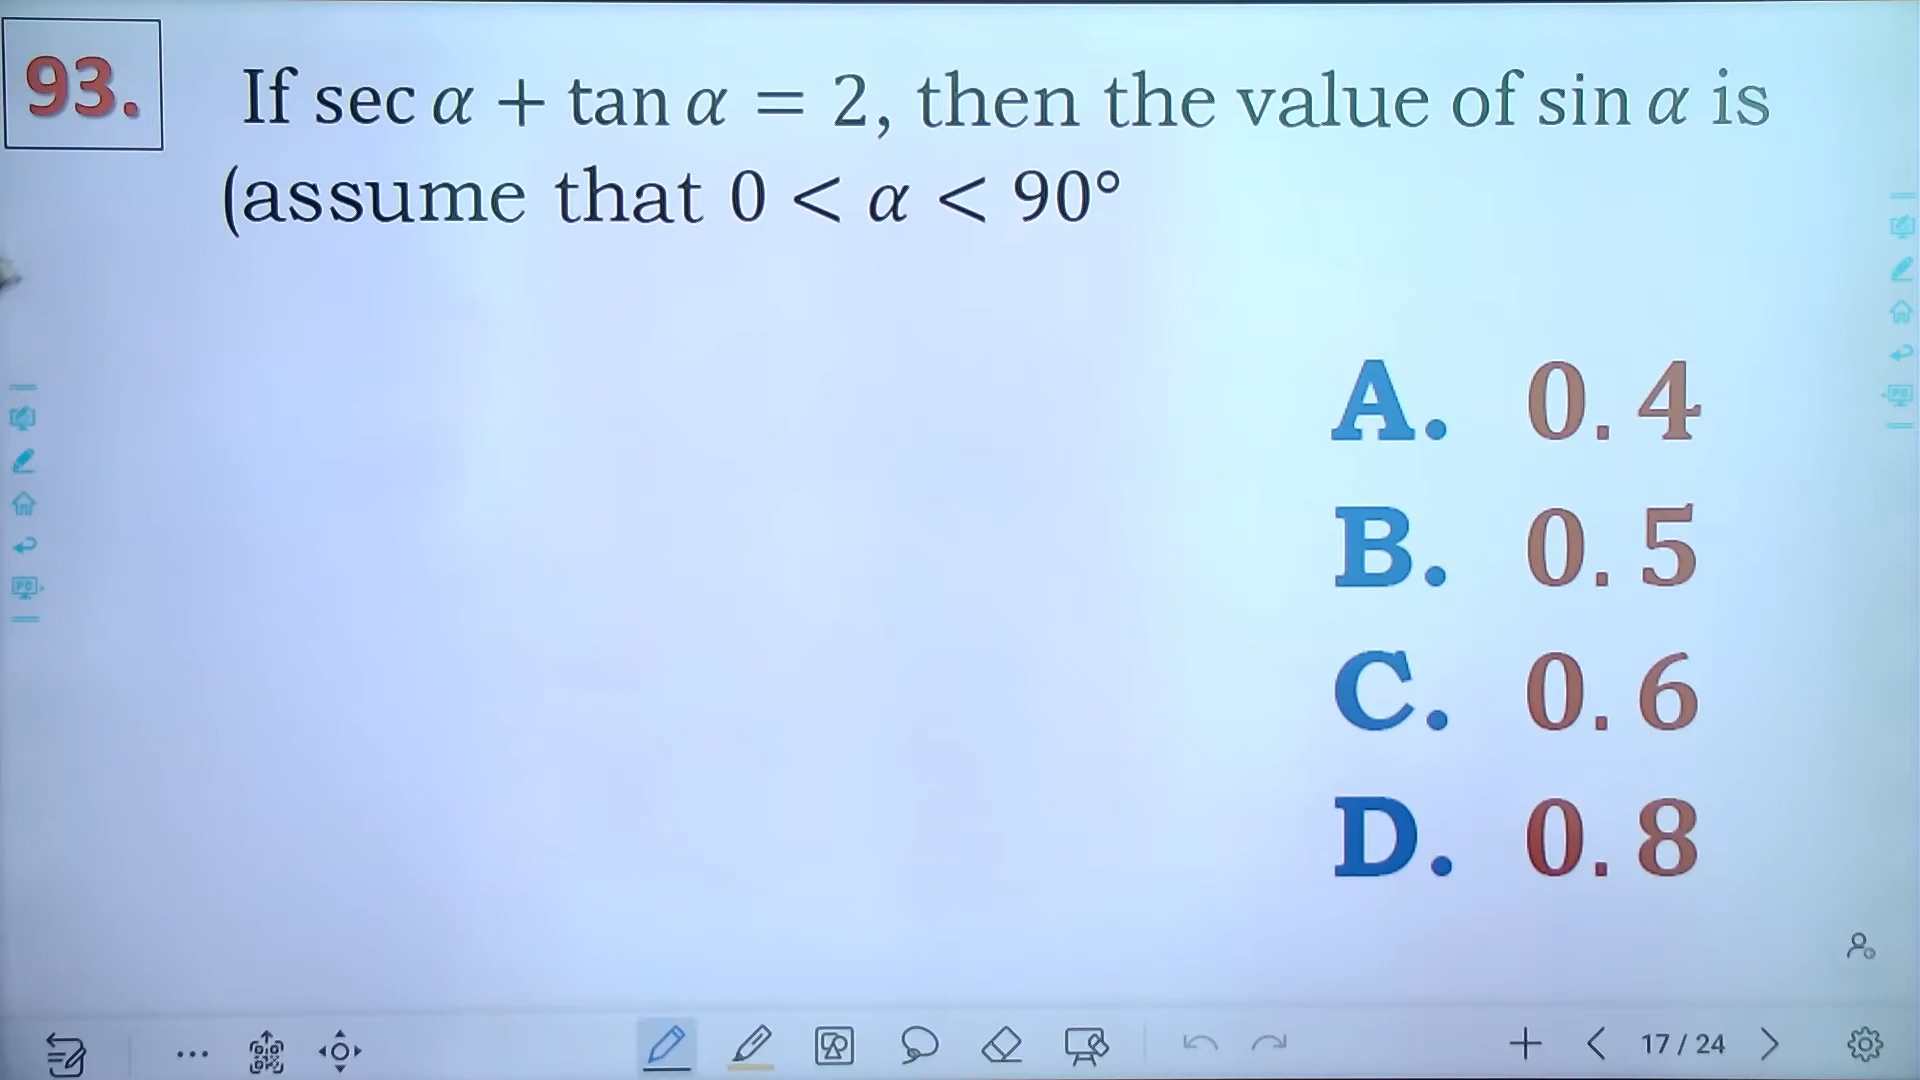 93.
If sec α + tan α = 2, then the value of sin α is
(assume that 0 < α < 90°
A. 0.4
B. 0.5
C. 0.6
D. 0.8
17 / 24